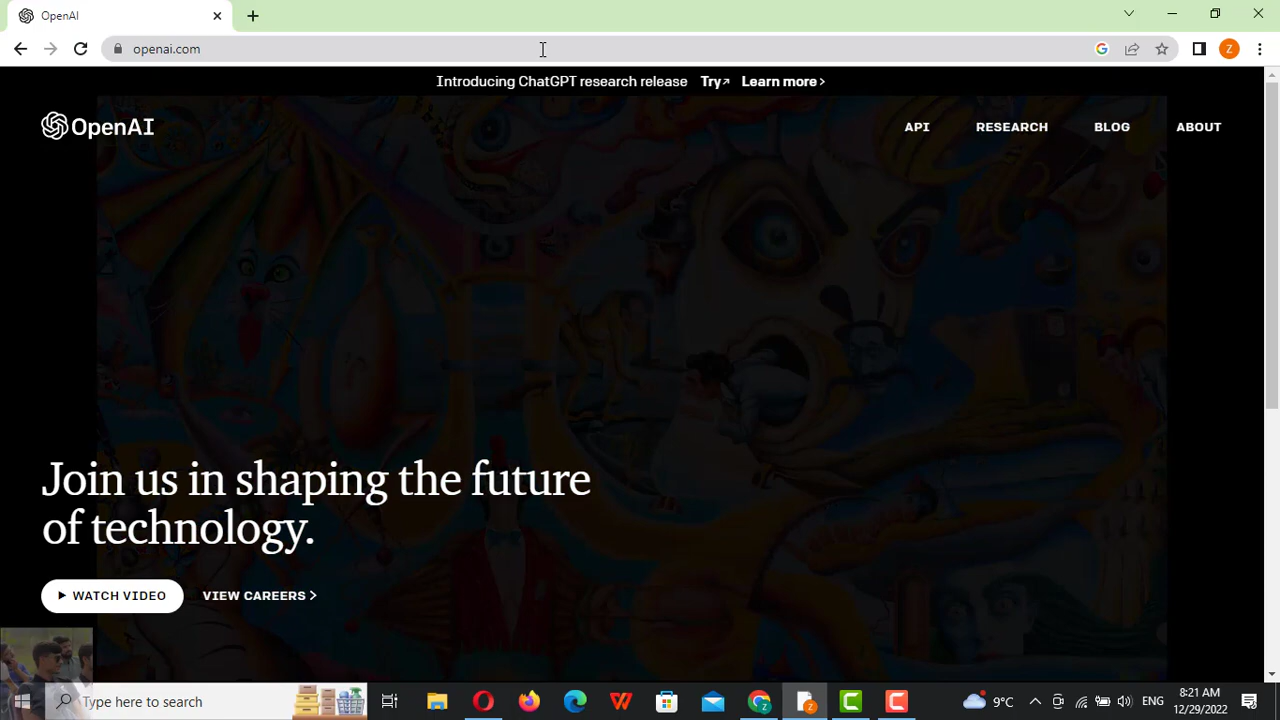 OpenAI
openai.com
Z
Introducing ChatGPT research release Try↗ Learn more >
OpenAI
API RESEARCH BLOG ABOUT
Join us in shaping the future
of technology.
WATCH VIDEO VIEW CAREERS >
Type here to search
5°C
ENG
8:21 AM
12/29/2022